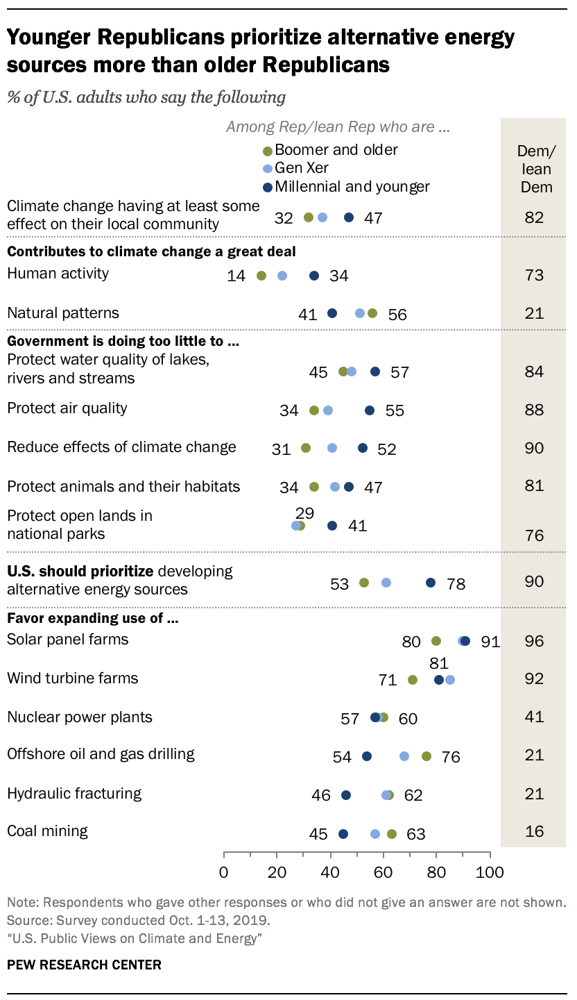 Younger Republicans prioritize alternative energy
sources more than older Republicans
% of U.S. adults who say the following
Among Rep/lean Rep who are ...
Boomer and older
Gen Xer
Millennial and younger
Dem/
lean
Dem
Climate change having at least some
effect on their local community
32 47 82
Contributes to climate change a great deal
Human activity 14 34 73
Natural patterns 41 56 21
Government is doing too little to ...
Protect water quality of lakes,
rivers and streams
45 57 84
Protect air quality 34 55 88
Reduce effects of climate change 31 52 90
Protect animals and their habitats 34 47 81
Protect open lands in
national parks
29 41 76
U.S. should prioritize developing
alternative energy sources
53 78 90
Favor expanding use of ...
Solar panel farms 80 91 96
Wind turbine farms 71 81 92
Nuclear power plants 57 60 41
Offshore oil and gas drilling 54 76 21
Hydraulic fracturing 46 62 21
Coal mining 45 63 16
0 20 40 60 80 100
Note: Respondents who gave other responses or who did not give an answer are not shown.
Source: Survey conducted Oct. 1-13, 2019.
“U.S. Public Views on Climate and Energy”
PEW RESEARCH CENTER